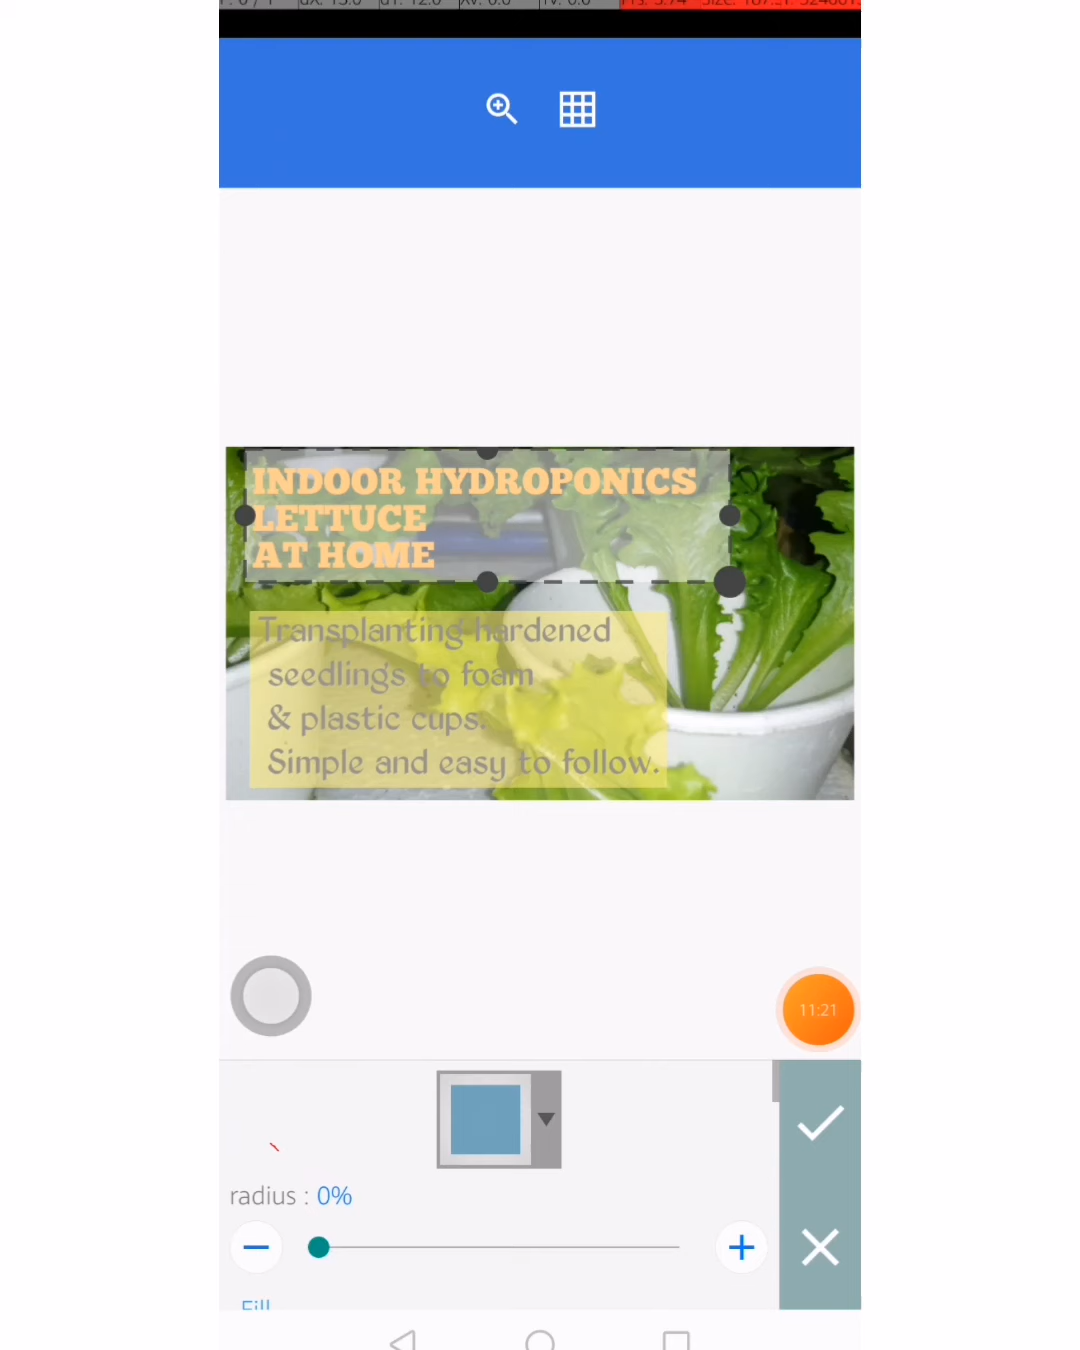 INDOOR HYDROPONICS
LETTUCE
AT HOME
Transplanting hardened
seedlings to foam
& plastic cups.
Simple and easy to follow.
11:21
radius : 0%
Fill